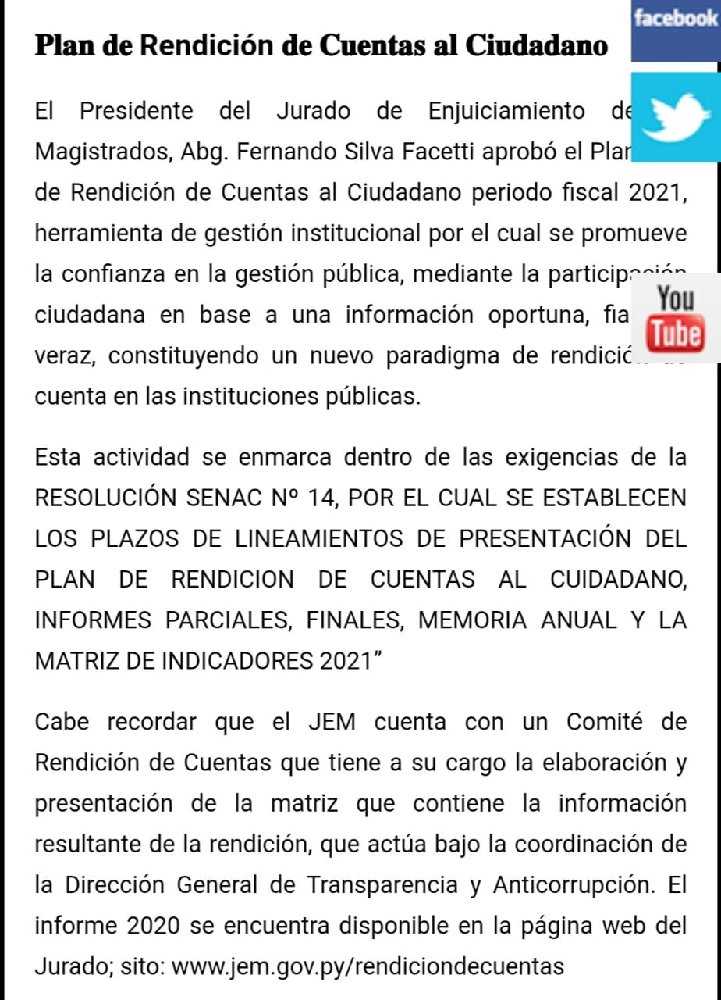 Plan de Rendición de Cuentas al Ciudadano
facebook
El Presidente del Jurado de Enjuiciamiento
Magistrados, Abg. Fernando Silva Facetti aprobó el Plan
de Rendición de Cuentas al Ciudadano periodo fiscal 2021,
herramienta de gestión institucional por el cual se promueve
la confianza en la gestión pública, mediante la participación
You
Tube
ciudadana en base a una información oportuna,
veraz, constituyendo un nuevo paradigma de rendición de
cuenta en las instituciones públicas.
Esta actividad se enmarca dentro de las exigencias de la
RESOLUCIÓN SENAC Nº 14, POR EL CUAL SE ESTABLECEN
LOS PLAZOS DE LINEAMIENTOS DE PRESENTACIÓN DEL
PLAN DE RENDICION DE CUENTAS AL CUIDADANO,
INFORMES PARCIALES, FINALES, MEMORIA ANUAL Y LA
MATRIZ DE INDICADORES 2021”
Cabe recordar que el JEM cuenta con un Comité de
Rendición de Cuentas que tiene a su cargo la elaboración y
presentación de la matriz que contiene la información
resultante de la rendición, que actúa bajo la coordinación de
la Dirección General de Transparencia y Anticorrupción. El
informe 2020 se encuentra disponible en la página web del
Jurado; sito: www.jem.gov.py/rendiciondecuentas